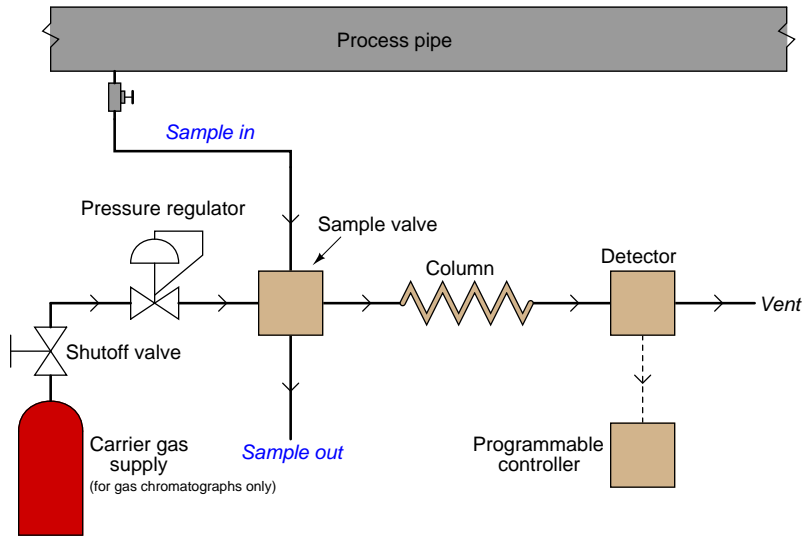 Process pipe
Sample in
Pressure regulator
Sample valve
Column
Detector
Vent
Shutoff valve
Carrier gas
supply
(for gas chromatographs only)
Sample out
Programmable
controller